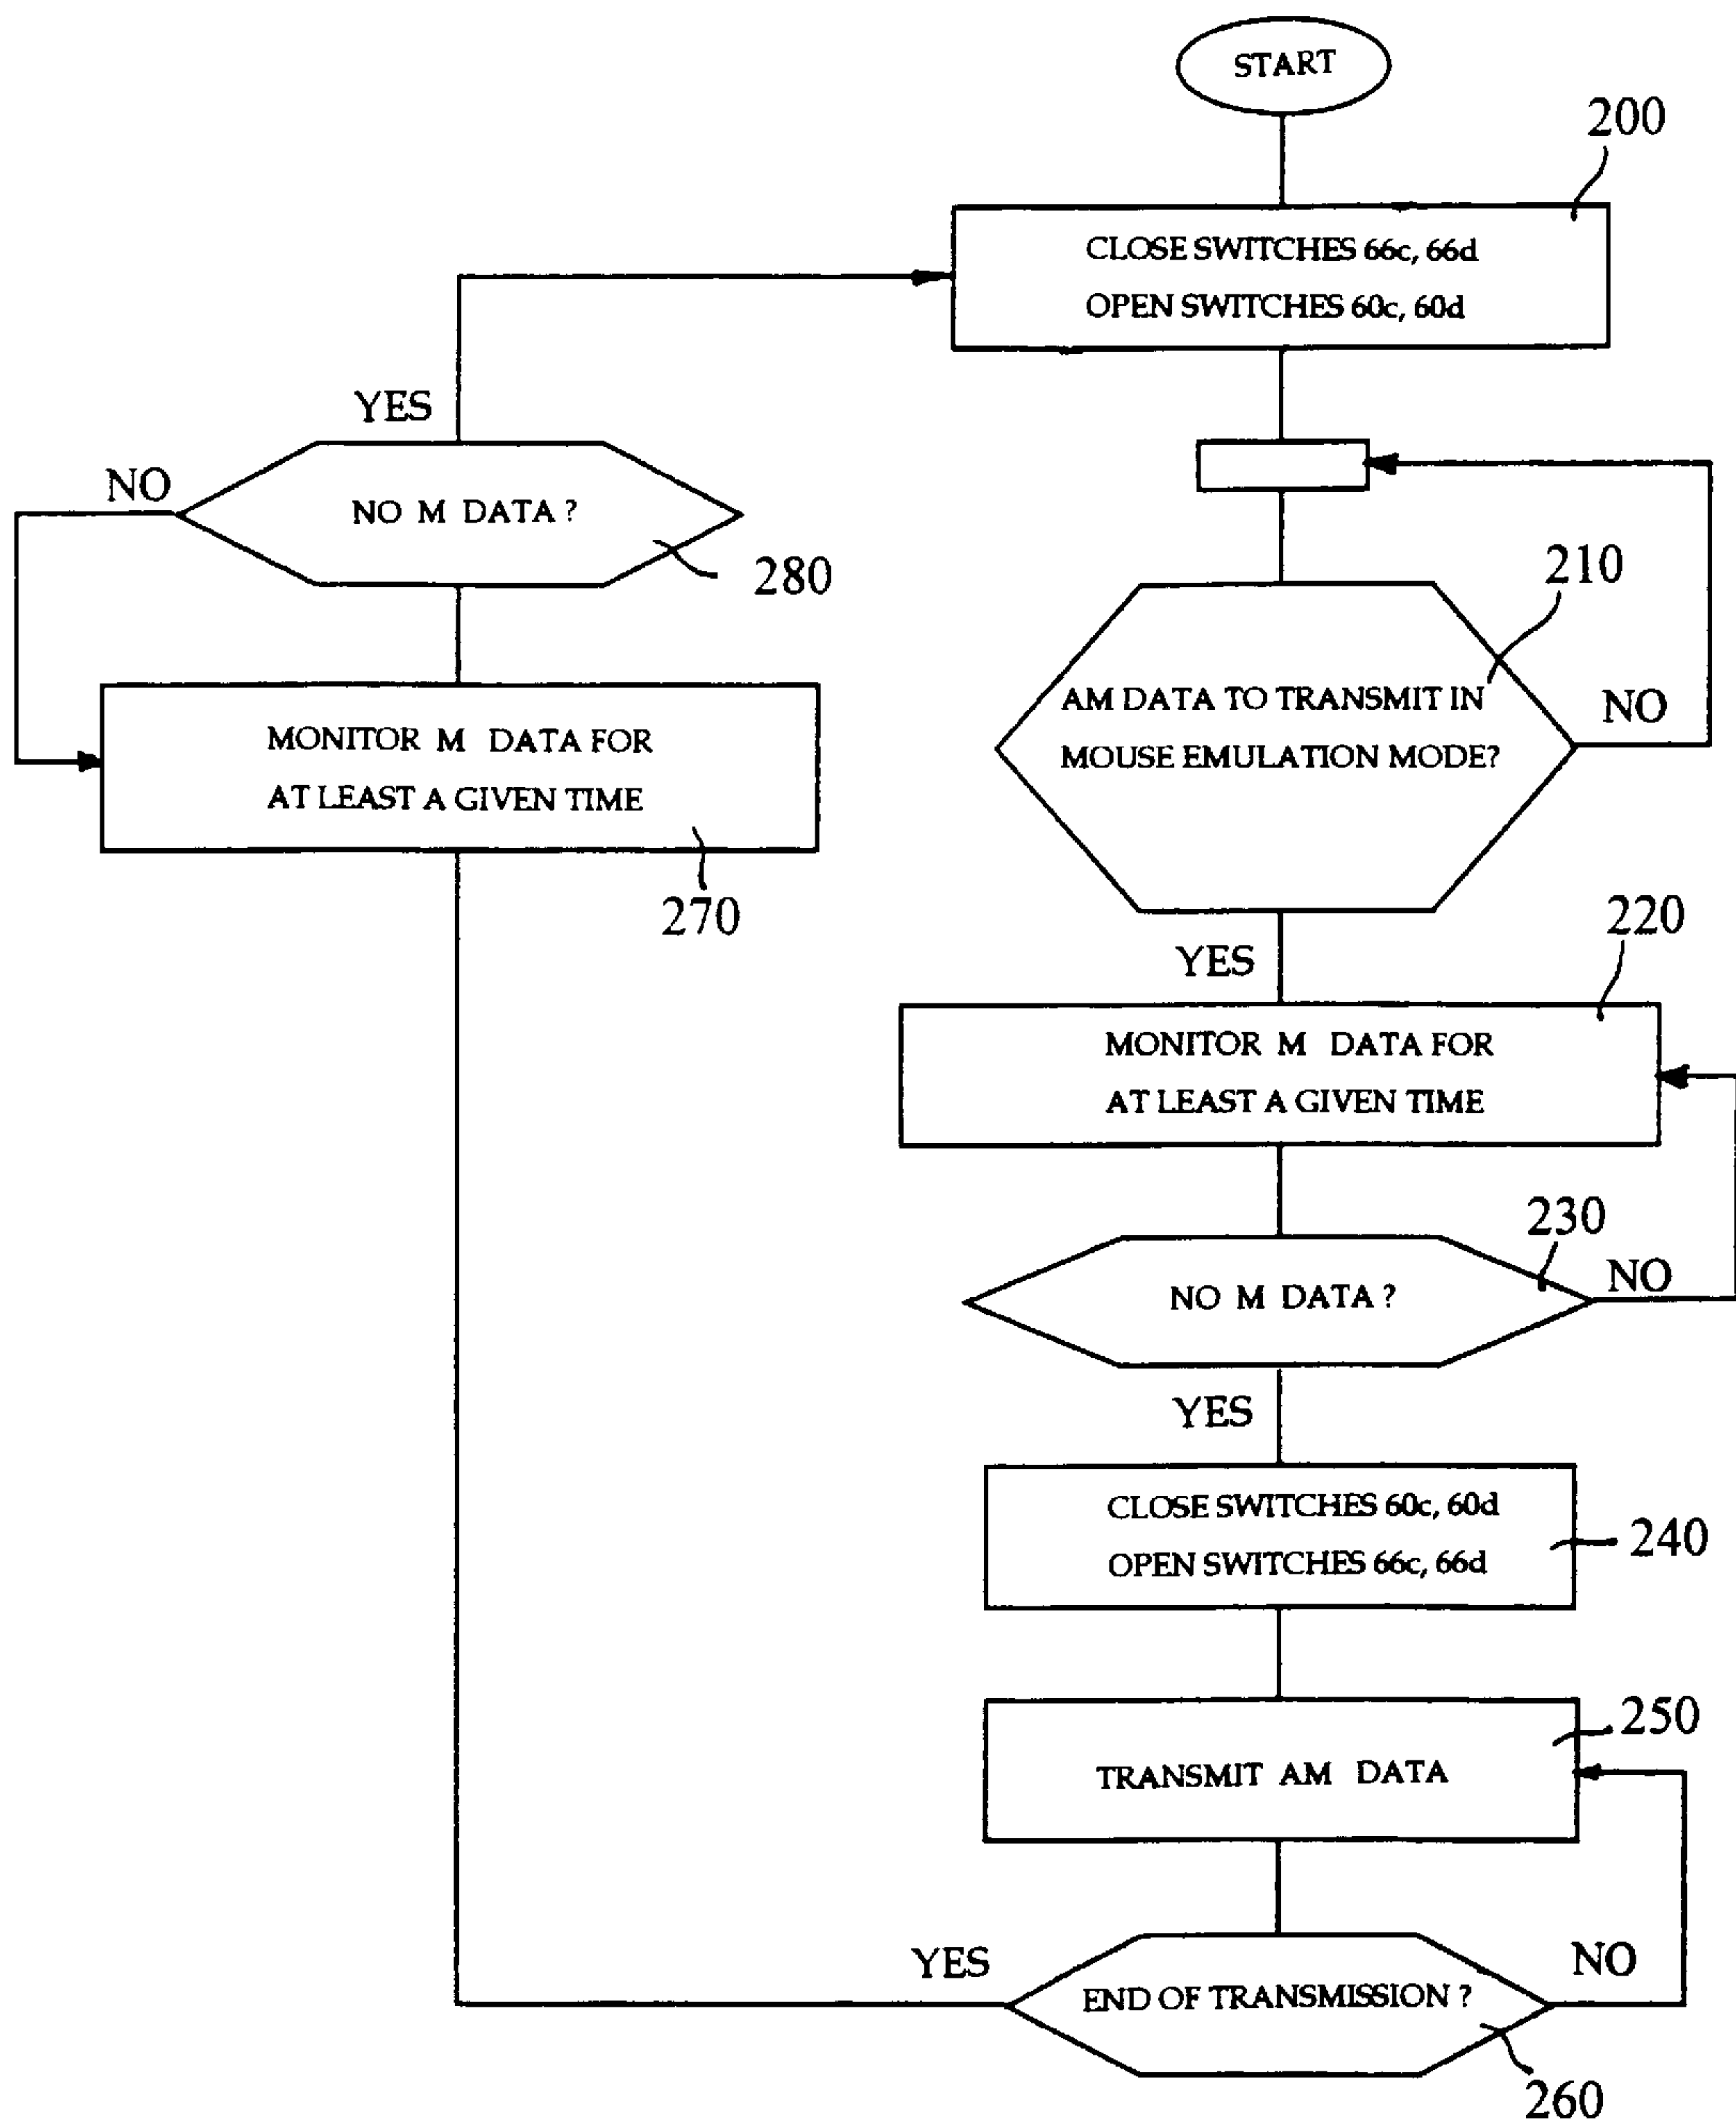 START
200
CLOSE SWITCHES 66c, 66d
OPEN SWITCHES 60c, 60d
YES
NO
NO M DATA ?
280
210
AM DATA TO TRANSMIT IN
MOUSE EMULATION MODE?
NO
MONITOR M DATA FOR
AT LEAST A GIVEN TIME
270
YES
220
MONITOR M DATA FOR
AT LEAST A GIVEN TIME
230
NO M DATA ?
NO
YES
CLOSE SWITCHES 60c, 60d
OPEN SWITCHES 66c, 66d
240
250
TRANSMIT AM DATA
YES
NO
END OF TRANSMISSION ?
260